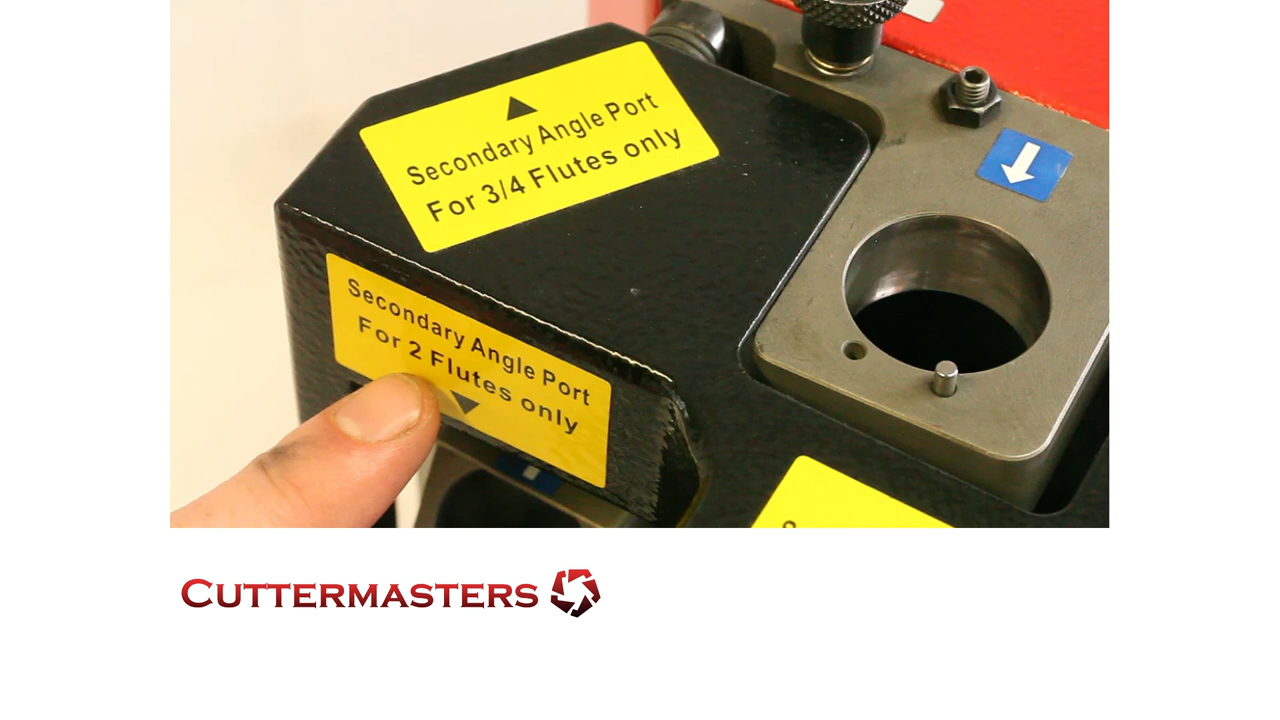 Secondary Angle Port
For 3/4 Flutes only
Secondary Angle Port
For 2 Flutes only
CUTTERMASTERS